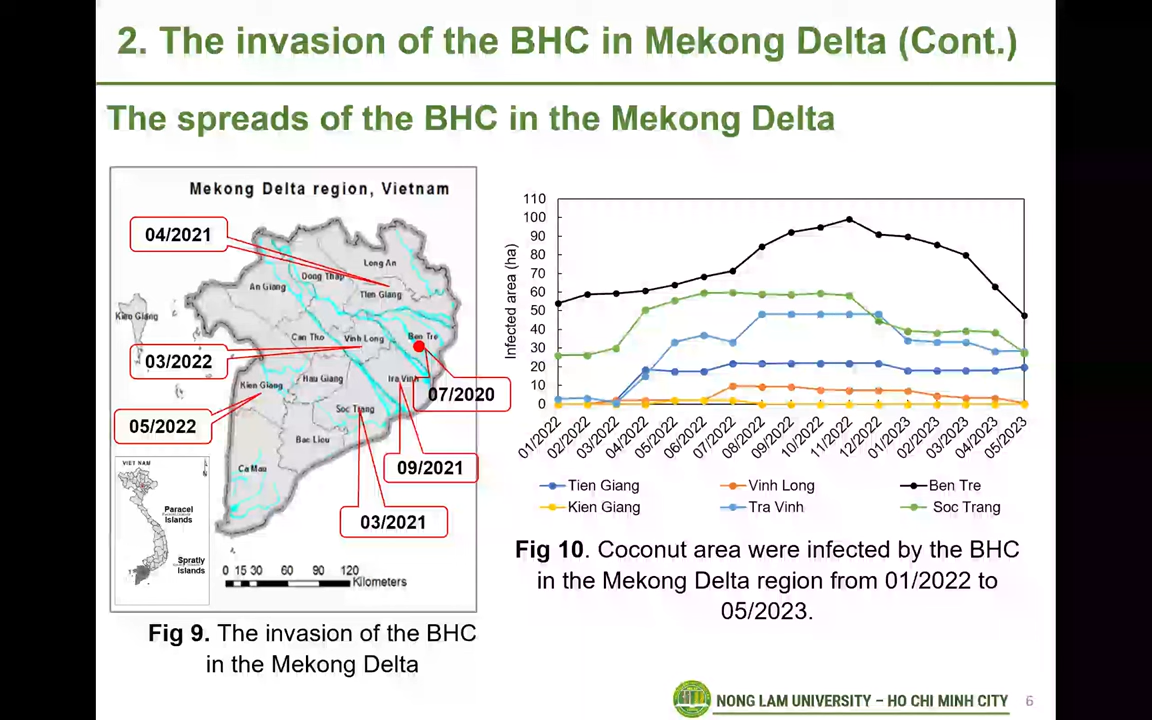 2. The invasion of the BHC in Mekong Delta (Cont.)
The spreads of the BHC in the Mekong Delta
Mekong Delta region, Vietnam
04/2021
Long An
Dong Thap
An Giang
Tien Giang
Kien Giang
Can Tho
Vinh Long
Ben Tre
03/2022
Kien Giang
Hau Giang
Tra Vinh
07/2020
Soc Trang
05/2022
Bac Lieu
Ca Mau
09/2021
03/2021
VIET NAM
Paracel
Islands
Spratly
Islands
0 15 30 60 90 120
Kilometers
Fig 9. The invasion of the BHC
in the Mekong Delta
Infected area (ha)
110
100
90
80
70
60
50
40
30
20
10
0
01/2022
02/2022
03/2022
04/2022
05/2022
06/2022
07/2022
08/2022
09/2022
10/2022
11/2022
12/2022
01/2023
02/2023
03/2023
04/2023
05/2023
Tien Giang Vinh Long Ben Tre
Kien Giang Tra Vinh Soc Trang
Fig 10. Coconut area were infected by the BHC
in the Mekong Delta region from 01/2022 to
05/2023.
NONG LAM UNIVERSITY – HO CHI MINH CITY 6